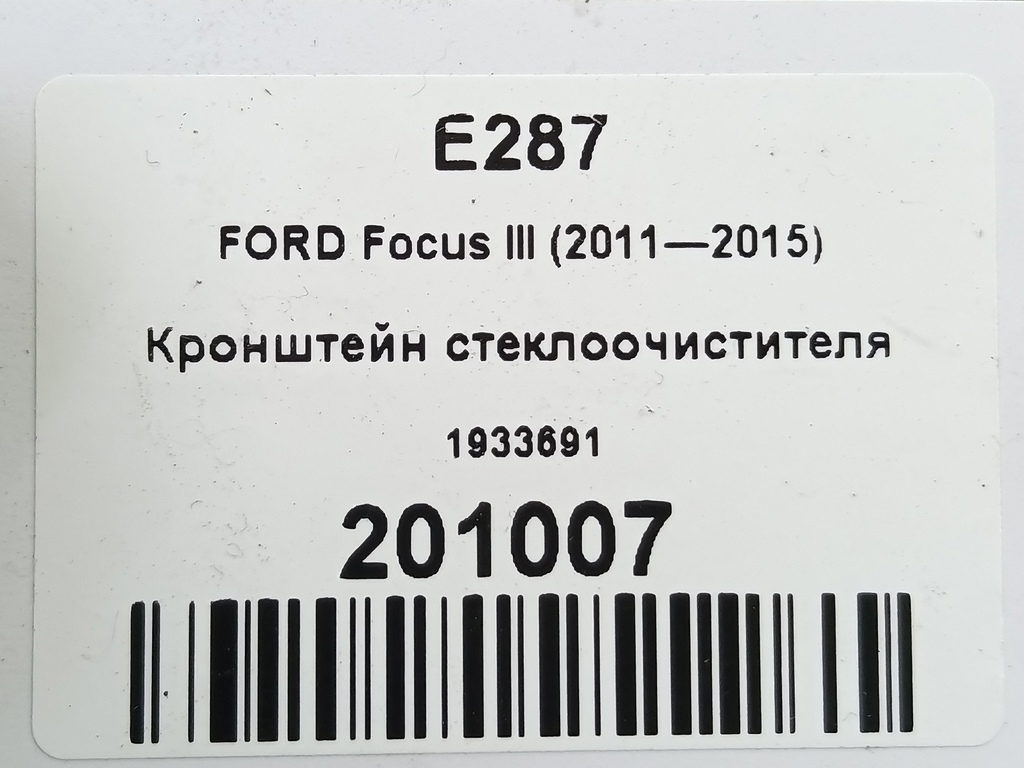 E287
FORD Focus III (2011—2015)
Кронштейн стеклоочистителя
1933691
201007